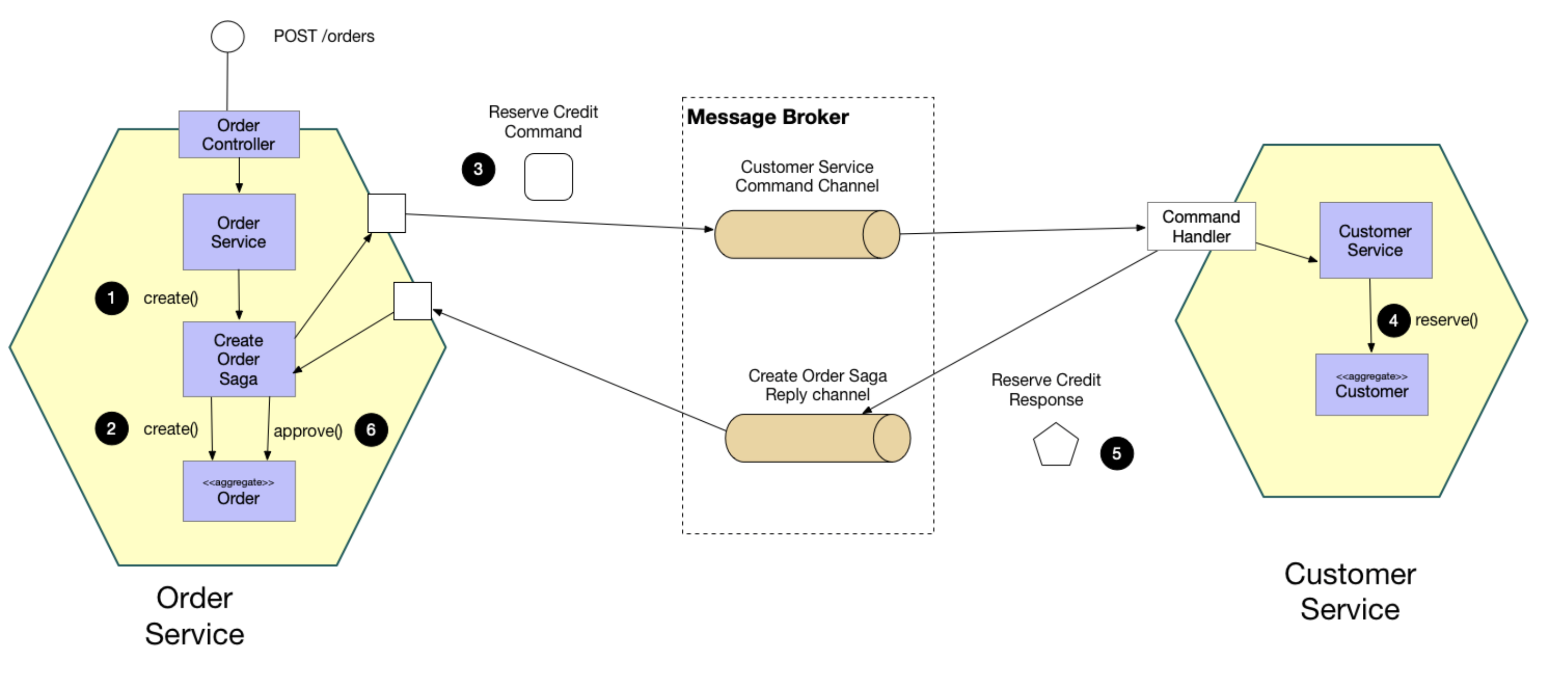 POST /orders
Order
Controller
Order
Service
1
create()
Create
Order
Saga
2
create()
approve()
6
<<aggregate>>
Order
Order
Service
Reserve Credit
Command
3
Message Broker
Customer Service
Command Channel
Create Order Saga
Reply channel
Reserve Credit
Response
5
Command
Handler
Customer
Service
4
reserve()
<<aggregate>>
Customer
Customer
Service